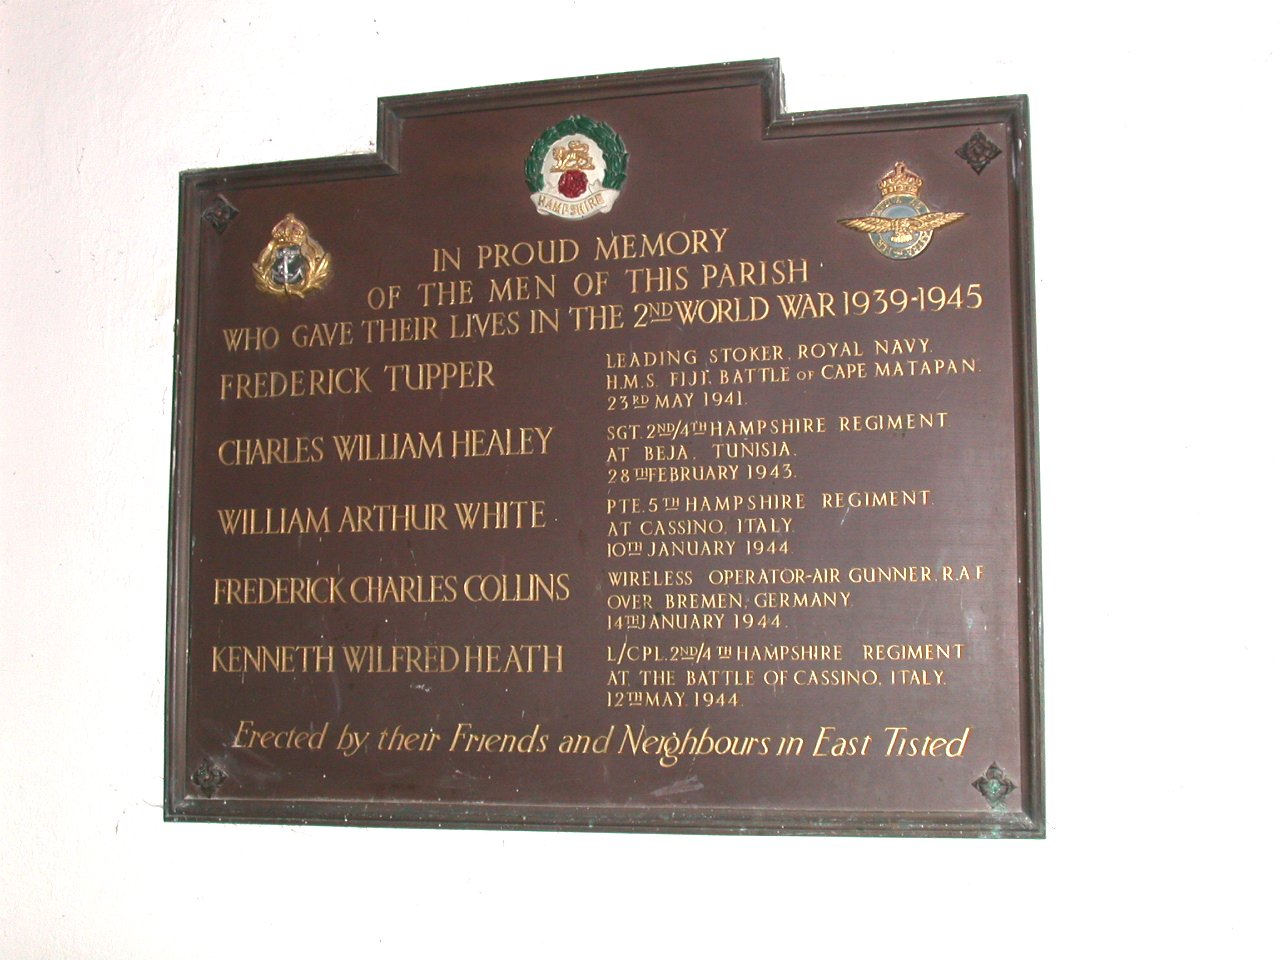 HAMPSHIRE
IN PROUD MEMORY
OF THE MEN OF THIS PARISH
WHO GAVE THEIR LIVES IN THE 2ND WORLD WAR 1939-1945
FREDERICK TUPPER
LEADING STOKER, ROYAL NAVY,
H.M.S. FIJI. BATTLE OF CAPE MATAPAN.
23RD MAY 1941.
CHARLES WILLIAM HEALEY
SGT. 2ND/4TH HAMPSHIRE REGIMENT
AT BEJA, TUNISIA.
28TH FEBRUARY 1943.
WILLIAM ARTHUR WHITE
PTE. 5TH HAMPSHIRE REGIMENT
AT CASSINO, ITALY
10TH JANUARY 1944.
FREDERICK CHARLES COLLINS
WIRELESS OPERATOR-AIR GUNNER, R.A.F
OVER BREMEN, GERMANY.
14TH JANUARY 1944.
KENNETH WILFRED HEATH
L/CPL. 2ND/4TH HAMPSHIRE REGIMENT
AT THE BATTLE OF CASSINO, ITALY.
12TH MAY 1944.
Erected by their Friends and Neighbours in East Tisted